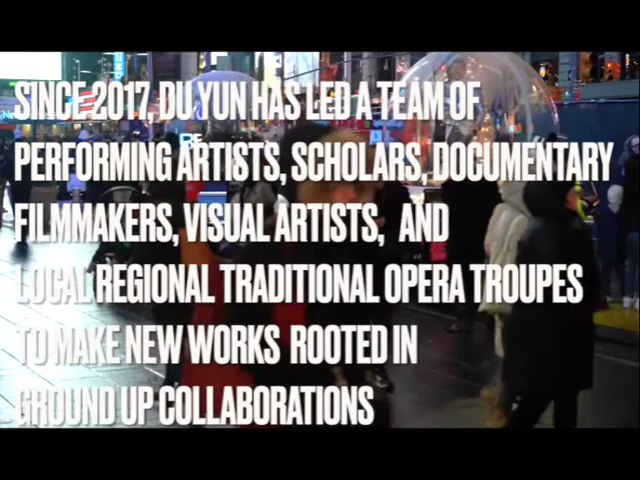 SINCE 2017, DU YUN HAS LED A TEAM OF
PERFORMING ARTISTS, SCHOLARS, DOCUMENTARY
FILMMAKERS, VISUAL ARTISTS, AND
LOCAL REGIONAL TRADITIONAL OPERA TROUPES
TO MAKE NEW WORKS ROOTED IN
GROUND UP COLLABORATIONS